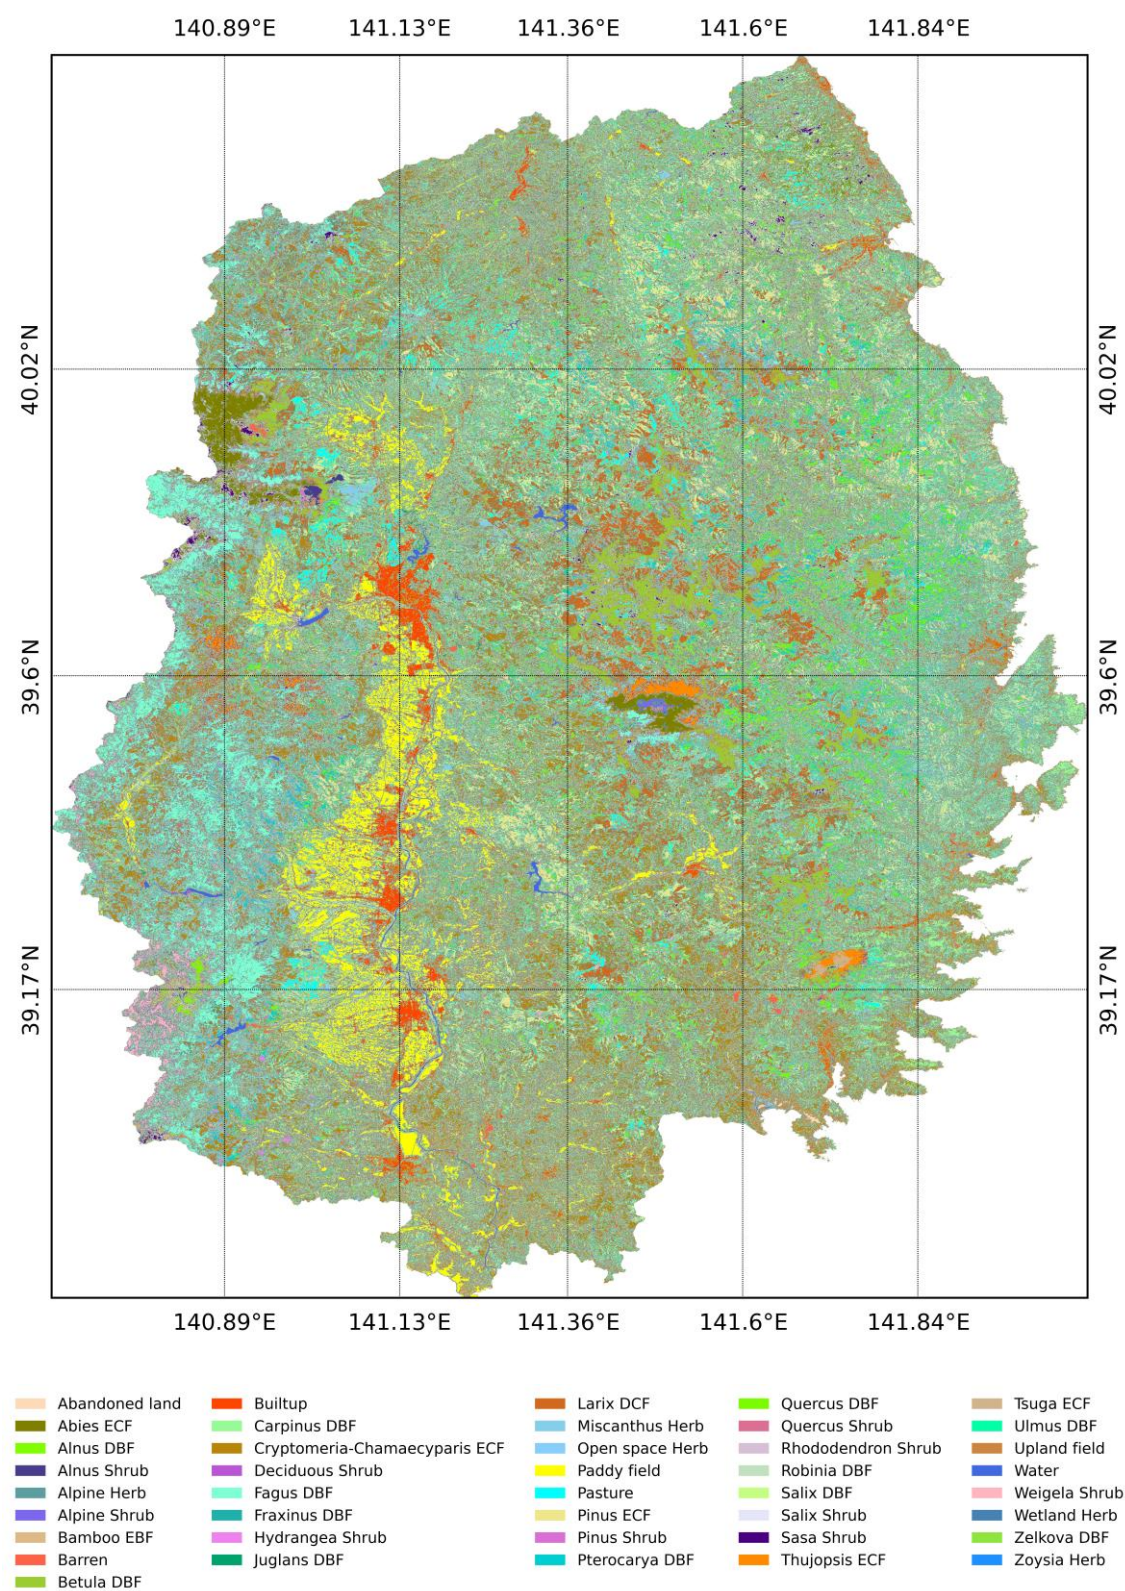 140.89°E 141.13°E 141.36°E 141.6°E 141.84°E
40.02°N 40.02°N
39.6°N 39.6°N
39.17°N 39.17°N
140.89°E 141.13°E 141.36°E 141.6°E 141.84°E
Abandoned land
Abies ECF
Alnus DBF
Alnus Shrub
Alpine Herb
Alpine Shrub
Bamboo EBF
Barren
Betula DBF
Builtup
Carpinus DBF
Cryptomeria-Chamaecyparis ECF
Deciduous Shrub
Fagus DBF
Fraxinus DBF
Hydrangea Shrub
Juglans DBF
Larix DCF
Miscanthus Herb
Open space Herb
Paddy field
Pasture
Pinus ECF
Pinus Shrub
Pterocarya DBF
Quercus DBF
Quercus Shrub
Rhododendron Shrub
Robinia DBF
Salix DBF
Salix Shrub
Sasa Shrub
Thujopsis ECF
Tsuga ECF
Ulmus DBF
Upland field
Water
Weigela Shrub
Wetland Herb
Zelkova DBF
Zoysia Herb